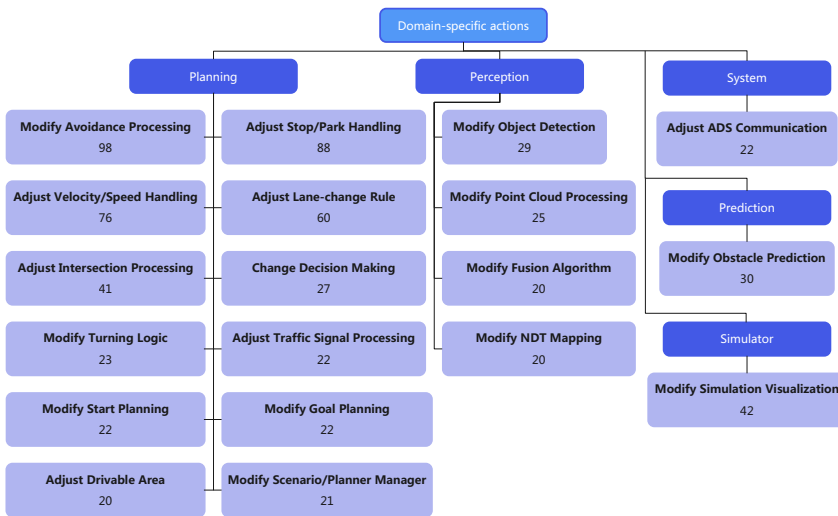 Domain-specific actions
Planning
Perception
System
Modify Avoidance Processing
98
Adjust Stop/Park Handling
88
Modify Object Detection
29
Adjust ADS Communication
22
Adjust Velocity/Speed Handling
76
Adjust Lane-change Rule
60
Modify Point Cloud Processing
25
Prediction
Adjust Intersection Processing
41
Change Decision Making
27
Modify Fusion Algorithm
20
Modify Obstacle Prediction
30
Modify Turning Logic
23
Adjust Traffic Signal Processing
22
Modify NDT Mapping
20
Simulator
Modify Start Planning
22
Modify Goal Planning
22
Modify Simulation Visualization
42
Adjust Drivable Area
20
Modify Scenario/Planner Manager
21